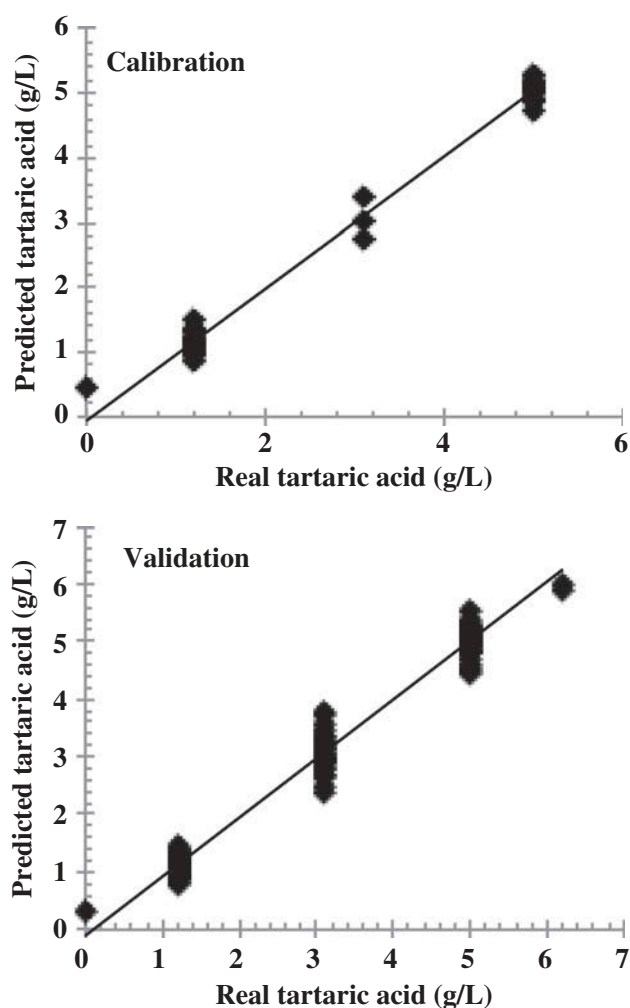 6
Calibration
5
4
3
2
1
0
0 2 4 6
Predicted tartaric acid (g/L)
Real tartaric acid (g/L)
7
Validation
6
5
4
3
2
1
0
0 1 2 3 4 5 6 7
Predicted tartaric acid (g/L)
Real tartaric acid (g/L)